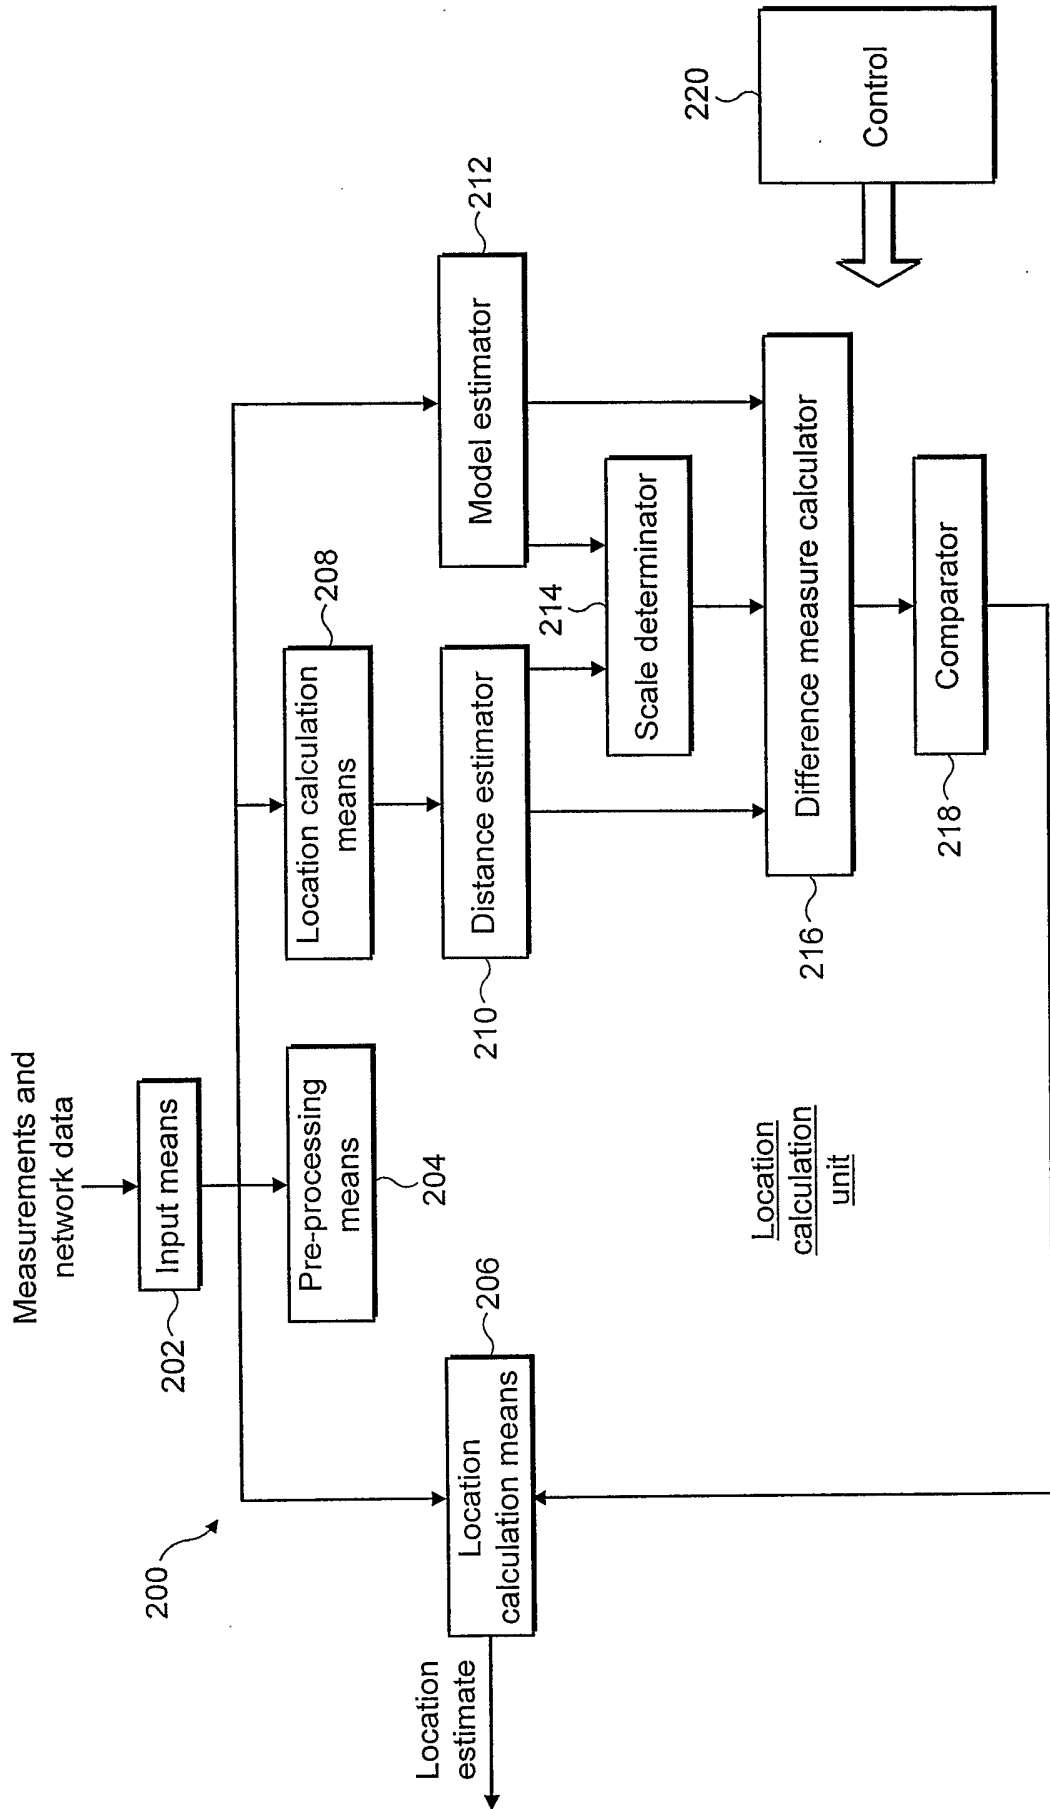 Measurements and
network data
Input means
202
200
Pre-processing
means
204
Location calculation
means
208
Location
calculation means
206
Location
estimate
Distance estimator
210
Model estimator
212
Scale determinator
214
Difference measure calculator
216
Comparator
218
Control
220
Location
calculation
unit